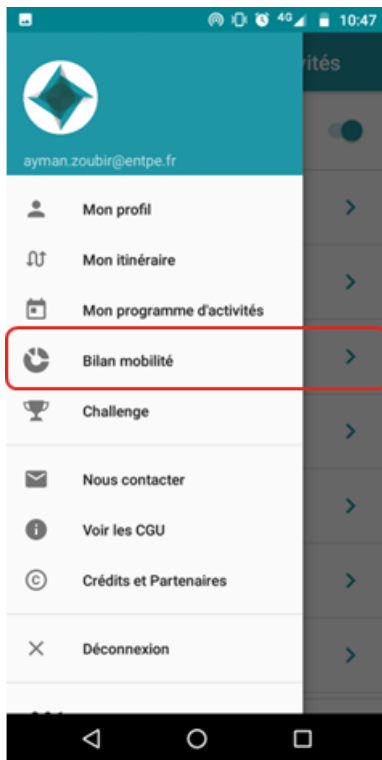 4G 10:47
ités
ayman.zoubir@entpe.fr
Mon profil
Mon itinéraire
Mon programme d'activités
Bilan mobilité
Challenge
Nous contacter
Voir les CGU
Crédits et Partenaires
Déconnexion